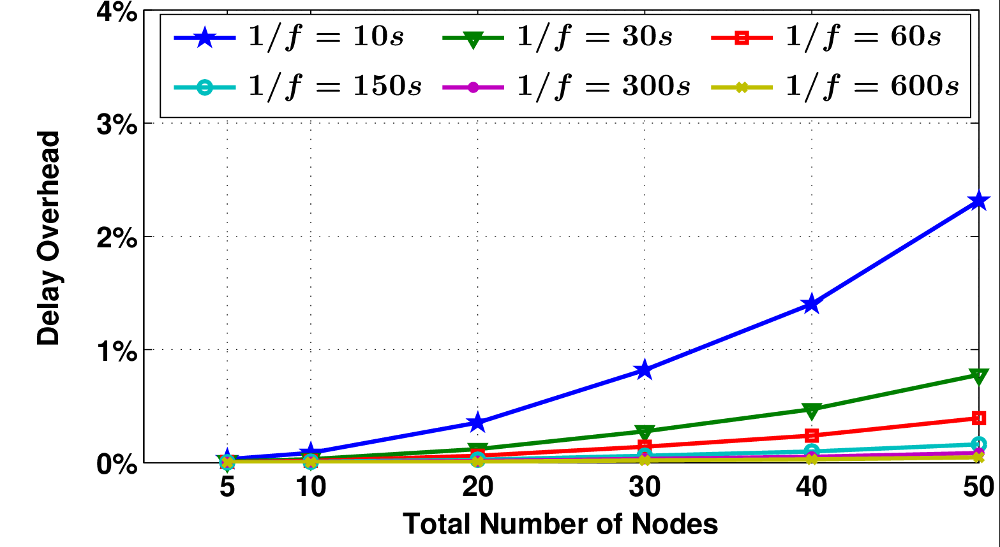 4%
1/f = 10s 1/f = 30s 1/f = 60s
1/f = 150s 1/f = 300s 1/f = 600s
3%
2%
1%
0%
Delay Overhead
5 10 20 30 40 50
Total Number of Nodes